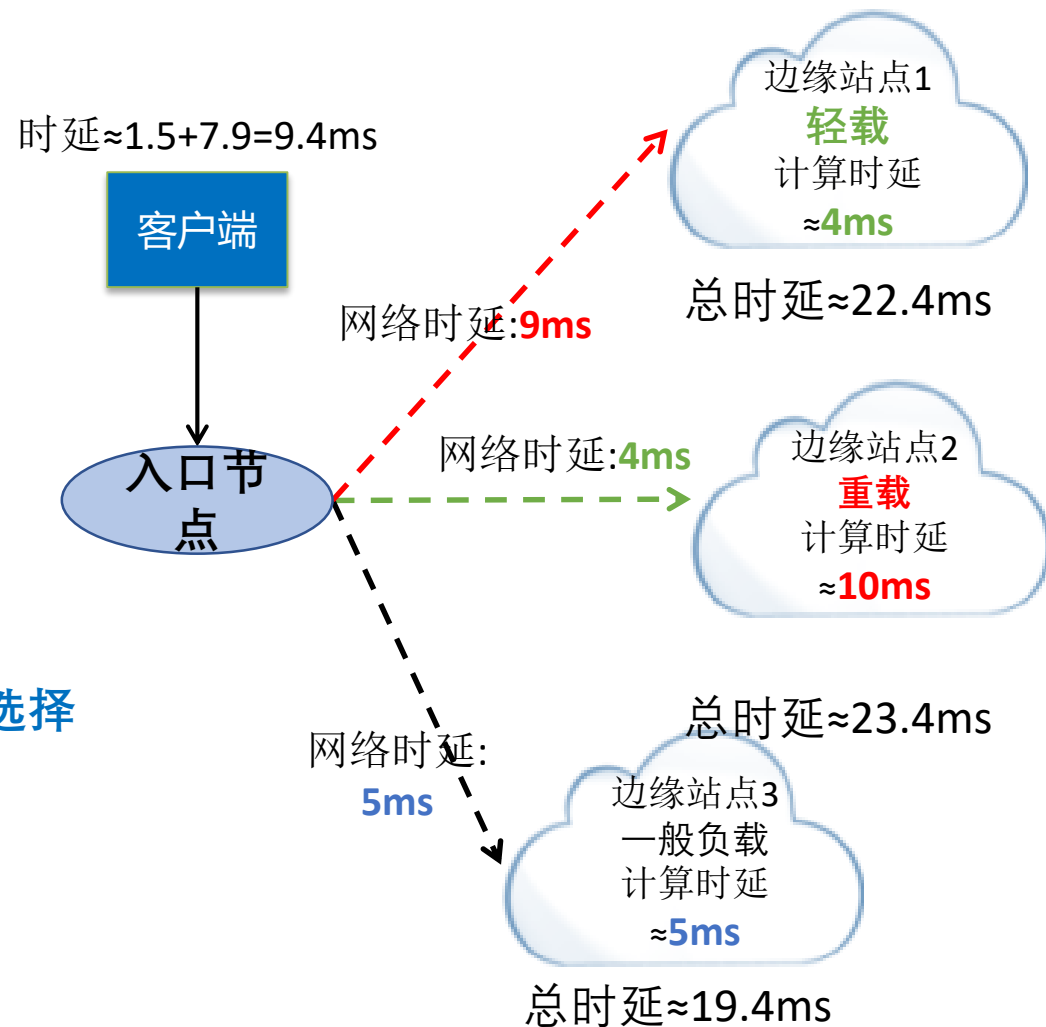 时延≈1.5+7.9=9.4ms
客户端
入口节
点
网络时延:9ms
网络时延:4ms
网络时延:
5ms
边缘站点1
轻载
计算时延
≈4ms
总时延≈22.4ms
边缘站点2
重载
计算时延
≈10ms
总时延≈23.4ms
边缘站点3
一般负载
计算时延
≈5ms
总时延≈19.4ms
选择